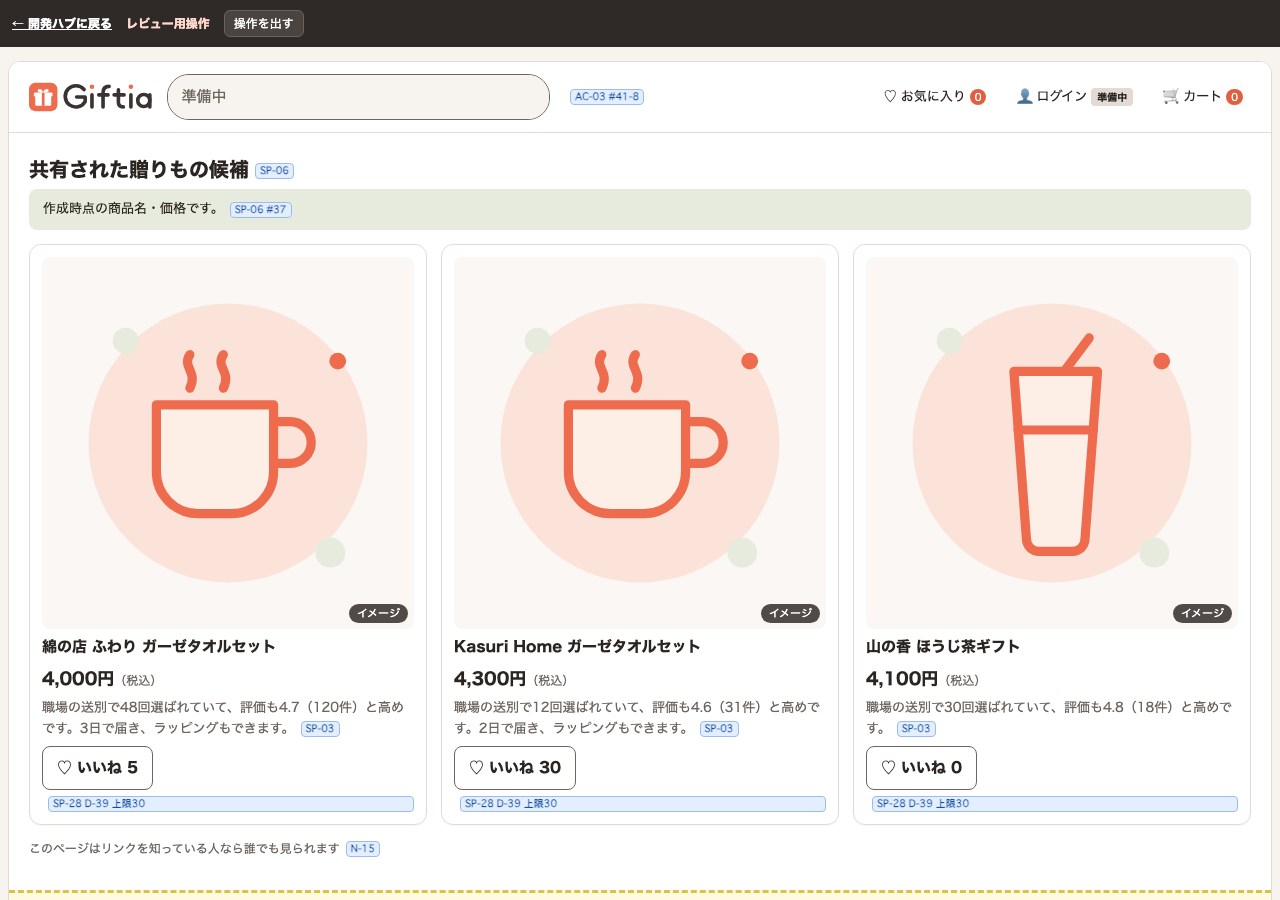 ← 開発ハブに戻る レビュー用操作 操作を出す
Giftia 準備中 AC-03 #41-8 ♡ お気に入り 0 ログイン 準備中 カート 0
共有された贈りもの候補 SP-06
作成時点の商品名・価格です。 SP-06 #37
イメージ
綿の店 ふわり ガーゼタオルセット
4,000円 (税込)
職場の送別で48回選ばれていて、評価も4.7（120件）と高め
です。3日で届き、ラッピングもできます。 SP-03
♡ いいね 5
SP-28 D-39 上限30
イメージ
Kasuri Home ガーゼタオルセット
4,300円 (税込)
職場の送別で12回選ばれていて、評価も4.6（31件）と高めで
す。2日で届き、ラッピングもできます。 SP-03
♡ いいね 30
SP-28 D-39 上限30
イメージ
山の香 ほうじ茶ギフト
4,100円 (税込)
職場の送別で30回選ばれていて、評価も4.8（18件）と高めで
す。 SP-03
♡ いいね 0
SP-28 D-39 上限30
このページはリンクを知っている人なら誰でも見られます N-15